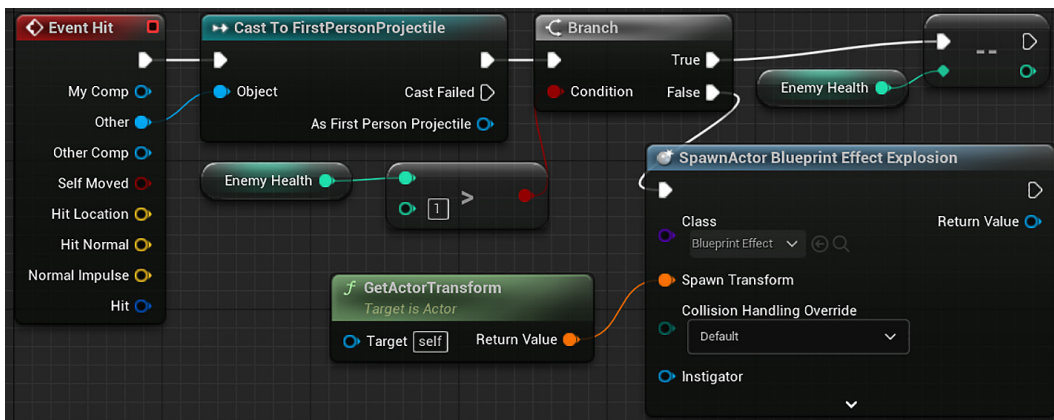 Event Hit
My Comp
Other
Other Comp
Self Moved
Hit Location
Hit Normal
Normal Impulse
Hit
Cast To FirstPersonProjectile
Object
Cast Failed
As First Person Projectile
Enemy Health
1
>
Branch
Condition
True
False
Enemy Health
--
GetActorTransform
Target is Actor
Target self
Return Value
SpawnActor Blueprint Effect Explosion
Class
Blueprint Effect
Return Value
Spawn Transform
Collision Handling Override
Default
Instigator